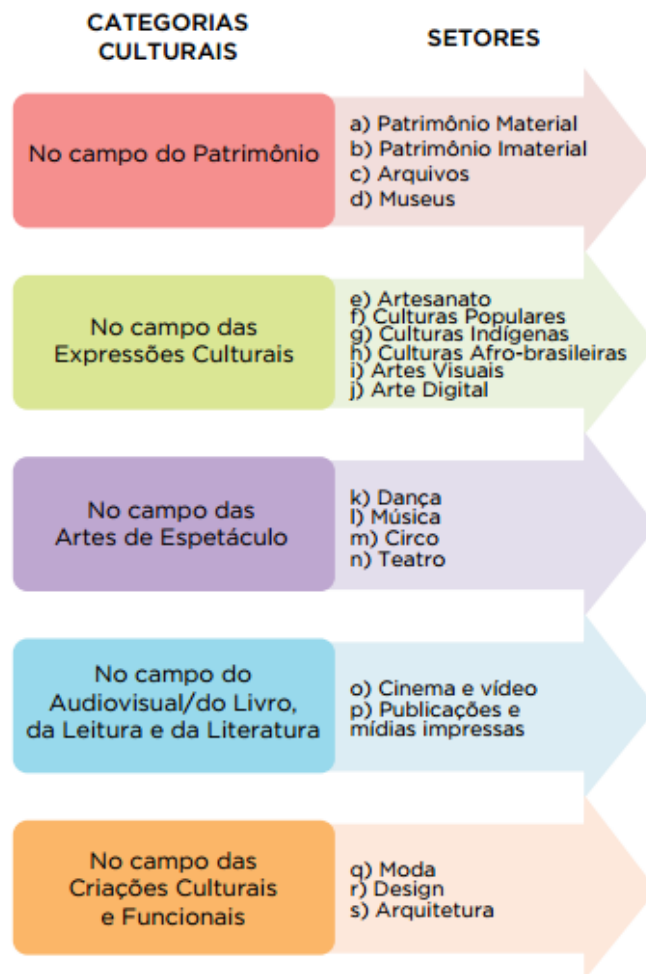 CATEGORIAS
CULTURAIS
SETORES
No campo do Patrimônio
a) Patrimônio Material
b) Patrimônio Imaterial
c) Arquivos
d) Museus
No campo das
Expressões Culturais
e) Artesanato
f) Culturas Populares
g) Culturas Indígenas
h) Culturas Afro-brasileiras
i) Artes Visuais
j) Arte Digital
No campo das
Artes de Espetáculo
k) Dança
l) Música
m) Circo
n) Teatro
No campo do
Audiovisual/do Livro,
da Leitura e da Literatura
o) Cinema e vídeo
p) Publicações e
mídias impressas
No campo das
Criações Culturais
e Funcionais
q) Moda
r) Design
s) Arquitetura